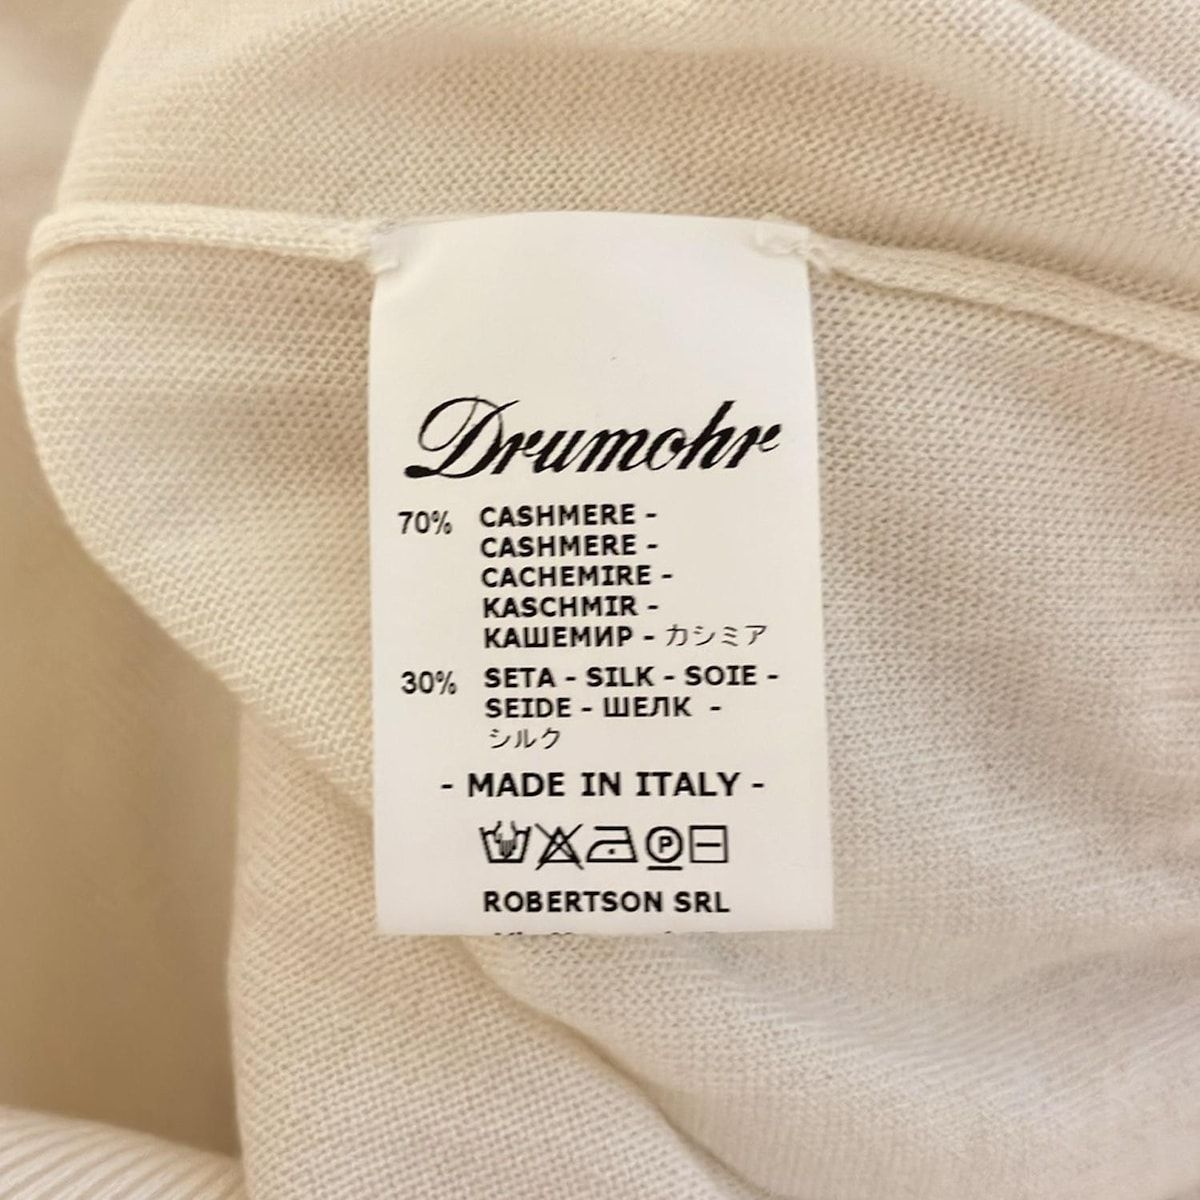 Drumohr
70% CASHMERE -
CASHMERE -
CACHEMIRE -
KASCHMIR -
КАШЕМИР - カシミア
30% SETA - SILK - SOIE -
SEIDE - ШЕЛК -
シルク
- MADE IN ITALY -
P
ROBERTSON SRL